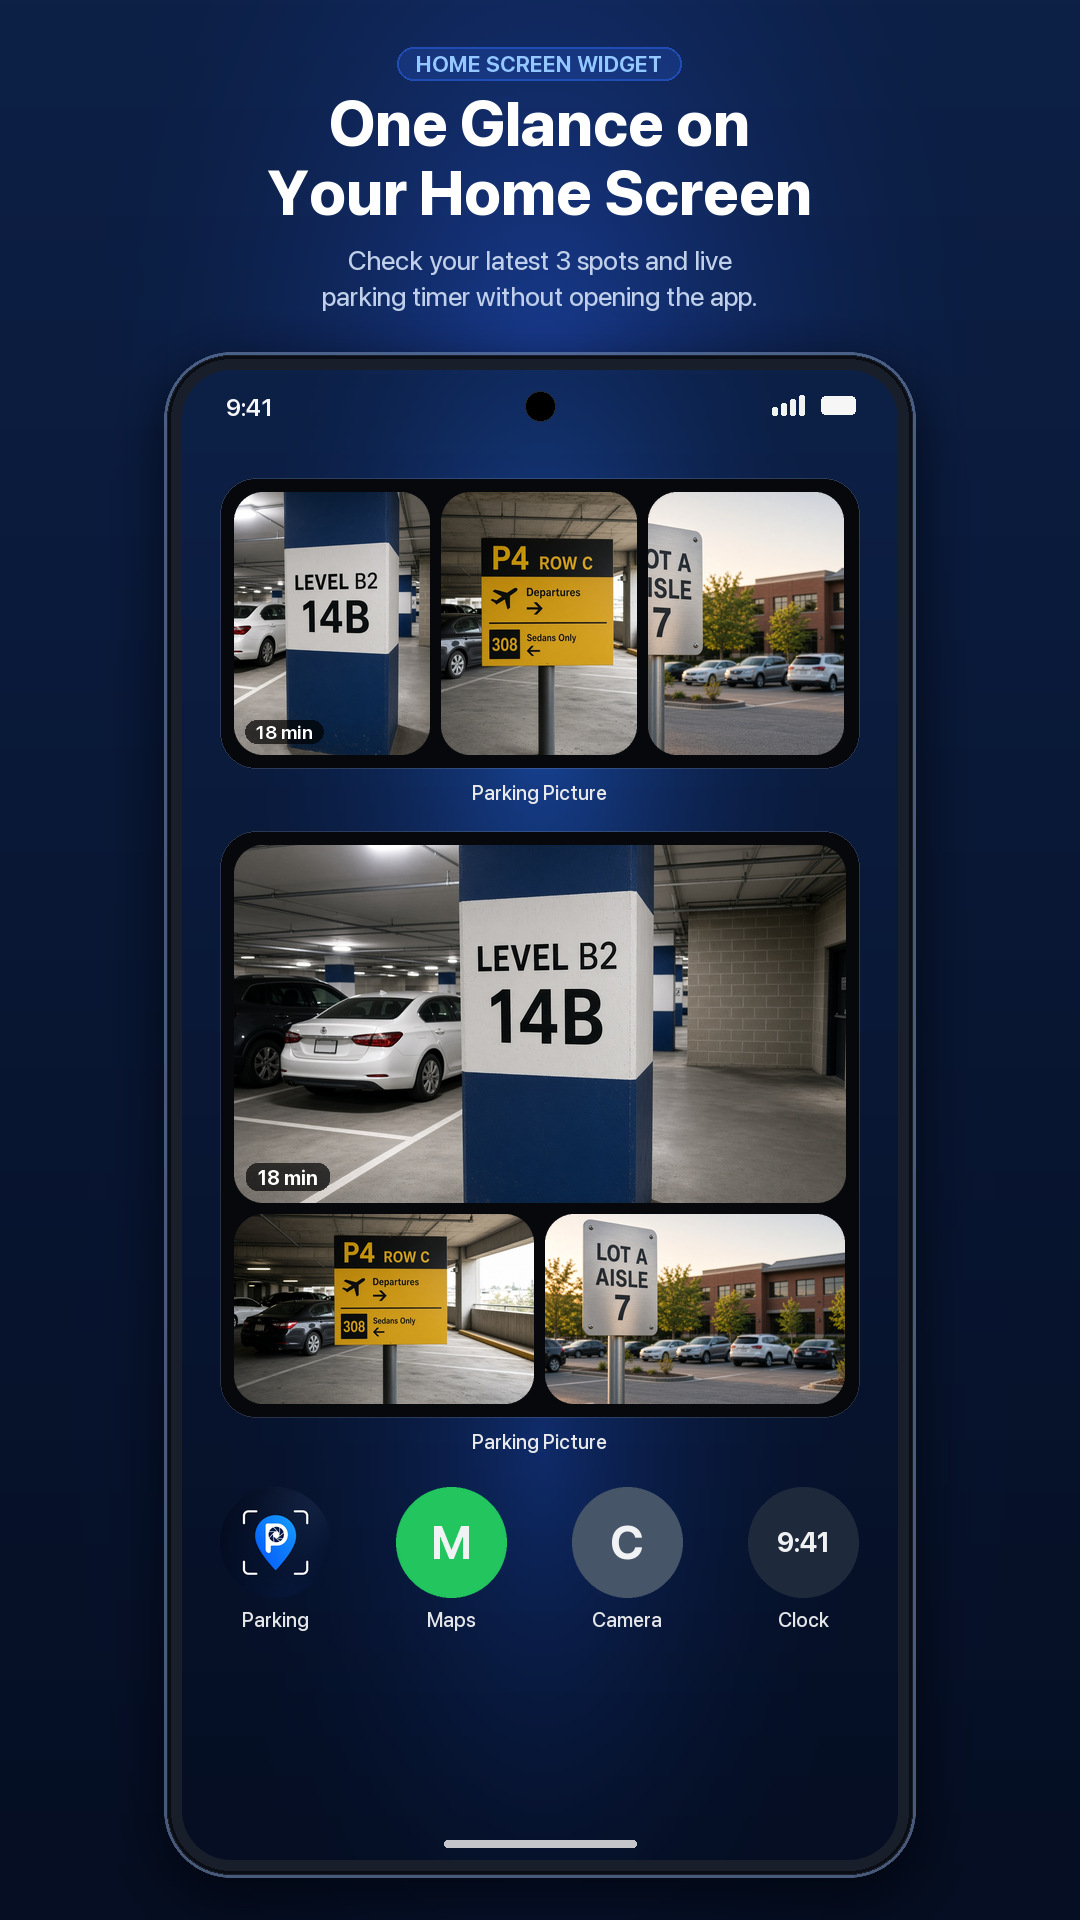 HOME SCREEN WIDGET
One Glance on
Your Home Screen
Check your latest 3 spots and live
parking timer without opening the app.
9:41
LEVEL B2
14B
18 min
P4 ROW C
Departures
→
308 Sedans Only
←
OT A
ISLE
7
Parking Picture
LEVEL B2
14B
18 min
P4 ROW C
Departures
→
308 Sedans Only
←
LOT A
AISLE
7
Parking Picture
P
M
C
9:41
Parking
Maps
Camera
Clock